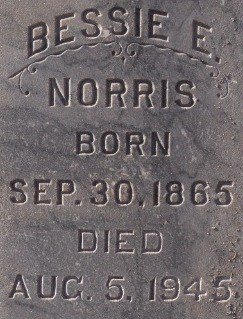 BESSIE E.
NORRIS
BORN
SEP. 30, 1865
DIED
AUG. 5, 1945